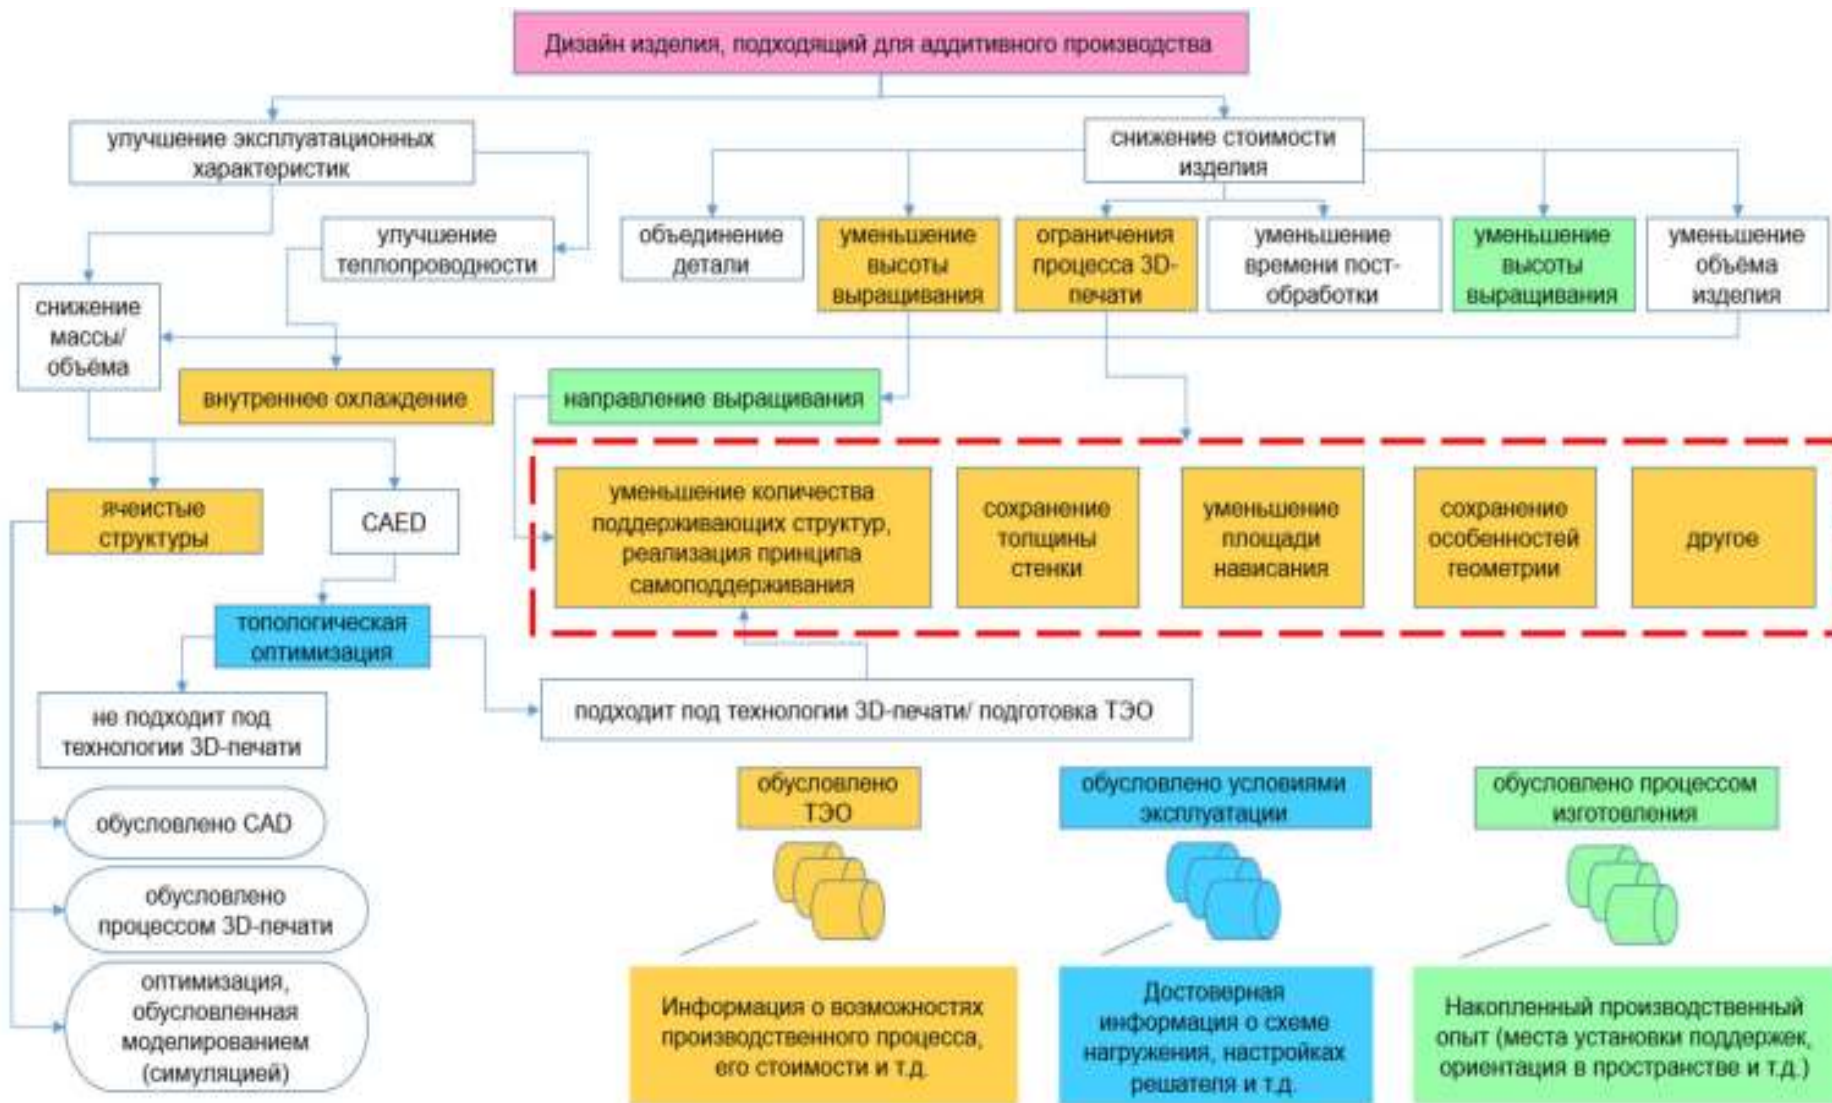 Дизайн изделия, подходящий для аддитивного производства
улучшение эксплуатационных
характеристик
снижение стоимости
изделия
улучшение
теплопроводности
объединение
детали
уменьшение
высоты
выращивания
ограничения
процесса 3D-
печати
уменьшение
времени пост-
обработки
уменьшение
высоты
выращивания
уменьшение
объёма
изделия
снижение
массы/
объёма
внутреннее охлаждение
направление выращивания
ячеистые
структуры
CAED
уменьшение количества
поддерживающих структур,
реализация принципа
самоподдерживания
сохранение
толщины
стенки
уменьшение
площади
нависания
сохранение
особенностей
геометрии
другое
топологическая
оптимизация
не подходит под
технологии 3D-печати
подходит под технологии 3D-печати/ подготовка ТЭО
обусловлено CAD
обусловлено
процессом 3D-печати
оптимизация,
обусловленная
моделированием
(симуляцией)
обусловлено
ТЭО
обусловлено условиями
эксплуатации
обусловлено процессом
изготовления
Информация о возможностях
производственного процесса,
его стоимости и т.д.
Достоверная
информация о схеме
нагружения, настройках
решателя и т.д.
Накопленный производственный
опыт (места установки поддержек,
ориентация в пространстве и т.д.)